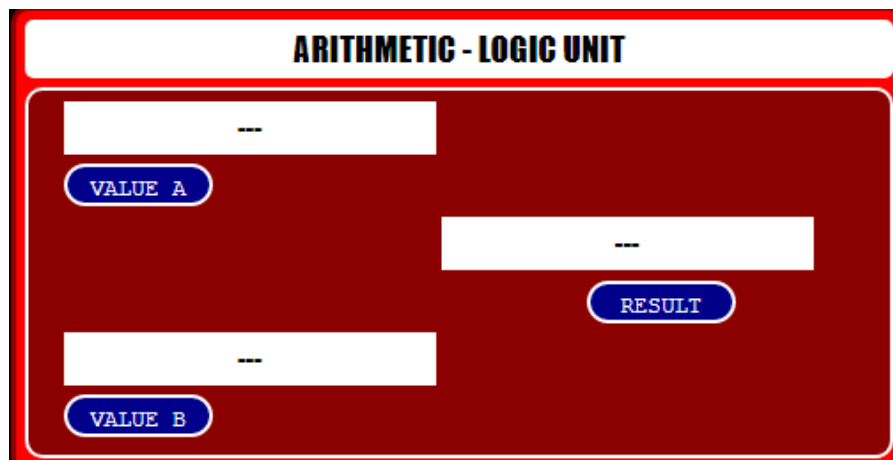 ARITHMETIC - LOGIC UNIT
---
VALUE A
---
RESULT
---
VALUE B